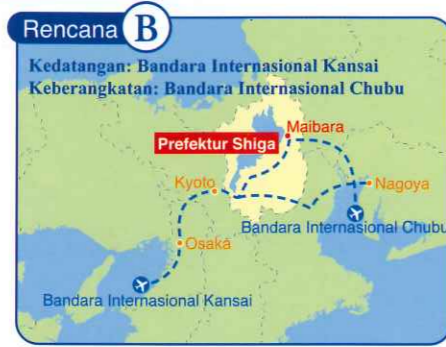 Rencana B
Kedatangan: Bandara Internasional Kansai
Keberangkatan: Bandara Internasional Chubu
Prefektur Shiga
Maibara
Kyoto
Nagoya
Bandara Internasional Chubu
Osaka
Bandara Internasional Kansai